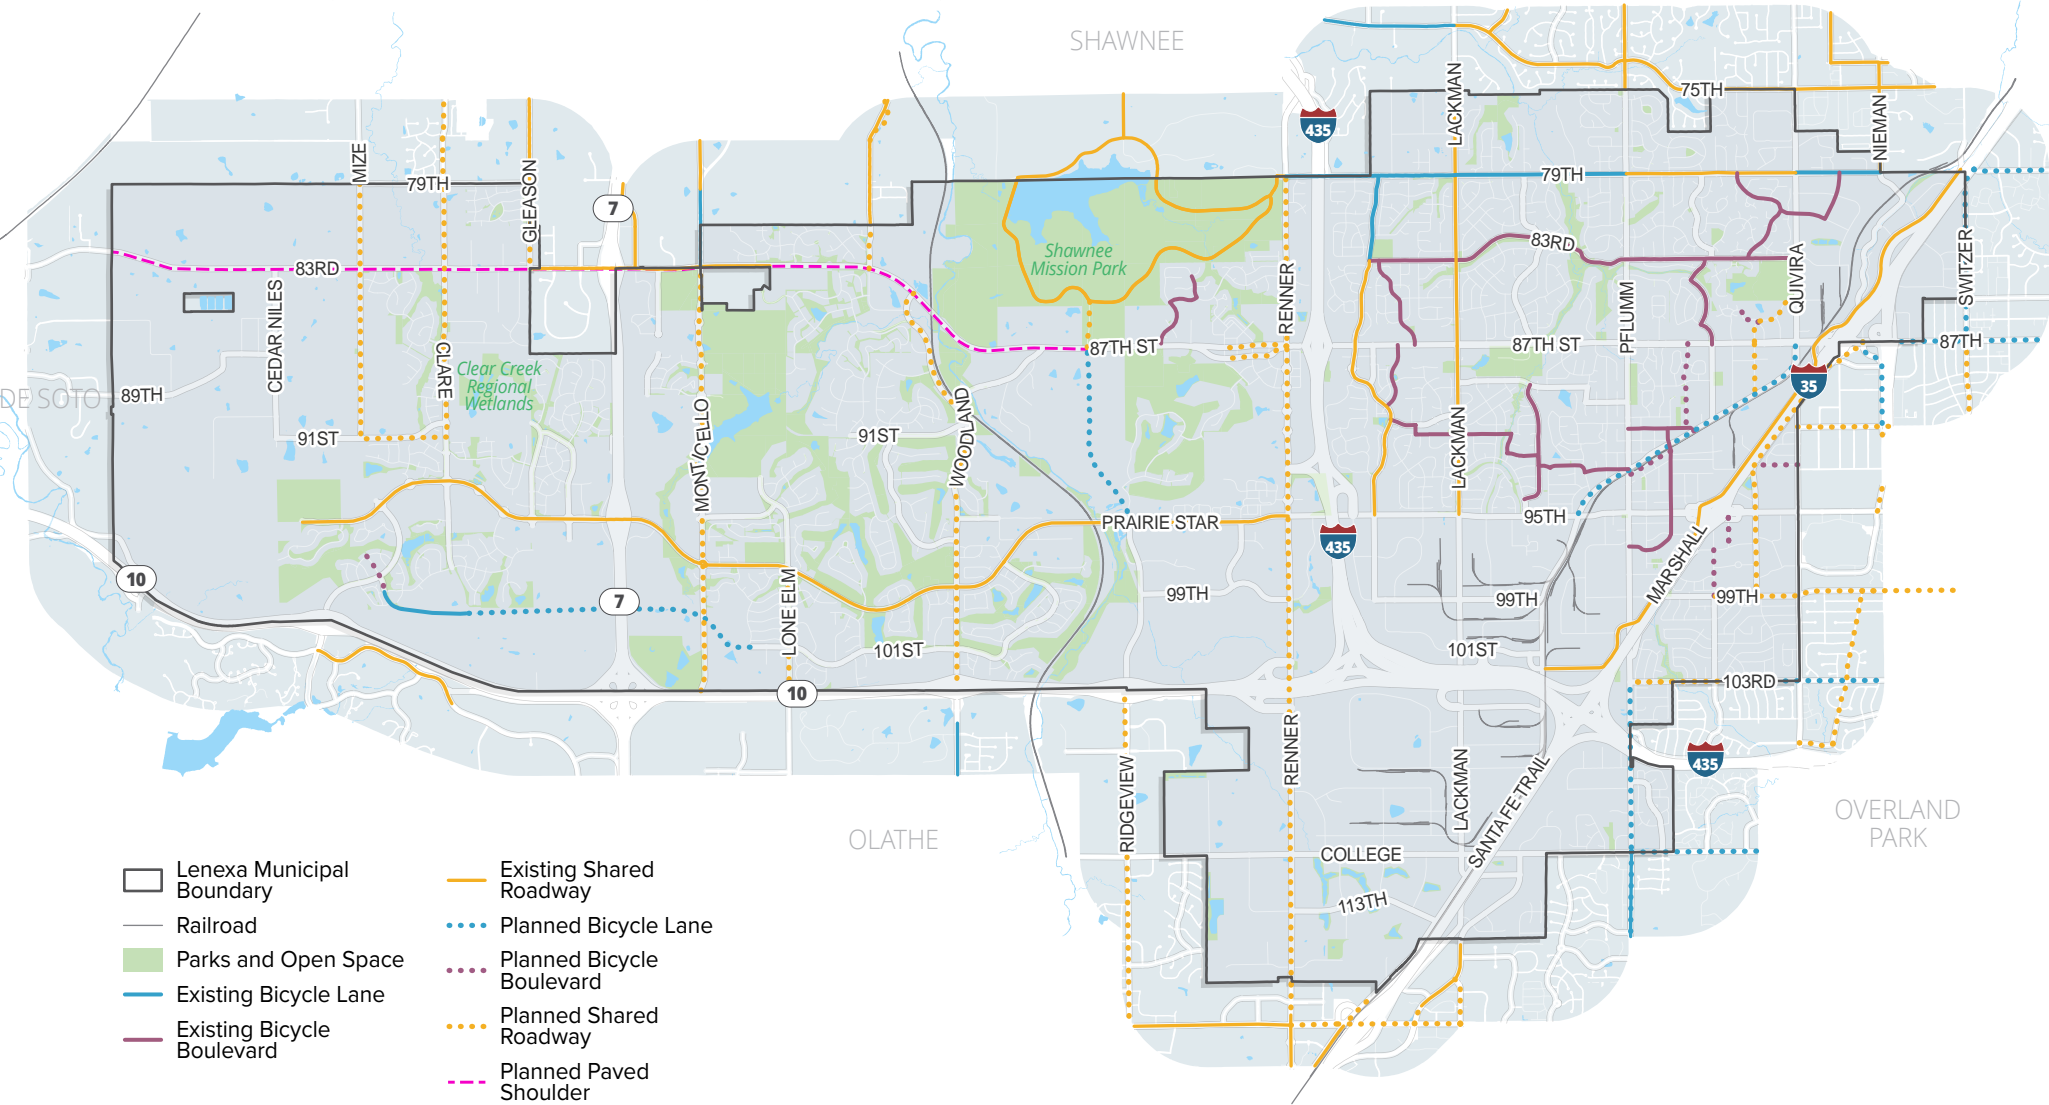 SHAWNEE
75TH
LACKMAN
NIEMAN
435
MIZE
79TH
79TH
GLEASON
7
83RD
83RD
Shawnee
Mission Park
QUIVIRA
SWITZER
RENNER
CEDAR NILES
PFLUMM
87TH ST
87TH ST
87TH
CLARE
Clear Creek
Regional
Wetlands
DE SOTO
89TH
35
91ST
91ST
MONTICELLO
WOODLAND
LACKMAN
PRAIRIE STAR
95TH
435
MARSHALL
10
7
LONE ELM
99TH
99TH
99TH
101ST
101ST
103RD
10
RENNER
RIDGEVIEW
LACKMAN
SANTA FE TRAIL
435
OVERLAND
PARK
OLATHE
COLLEGE
113TH
Lenexa Municipal
Boundary
Railroad
Parks and Open Space
Existing Bicycle Lane
Existing Bicycle
Boulevard
Existing Shared
Roadway
Planned Bicycle Lane
Planned Bicycle
Boulevard
Planned Shared
Roadway
Planned Paved
Shoulder